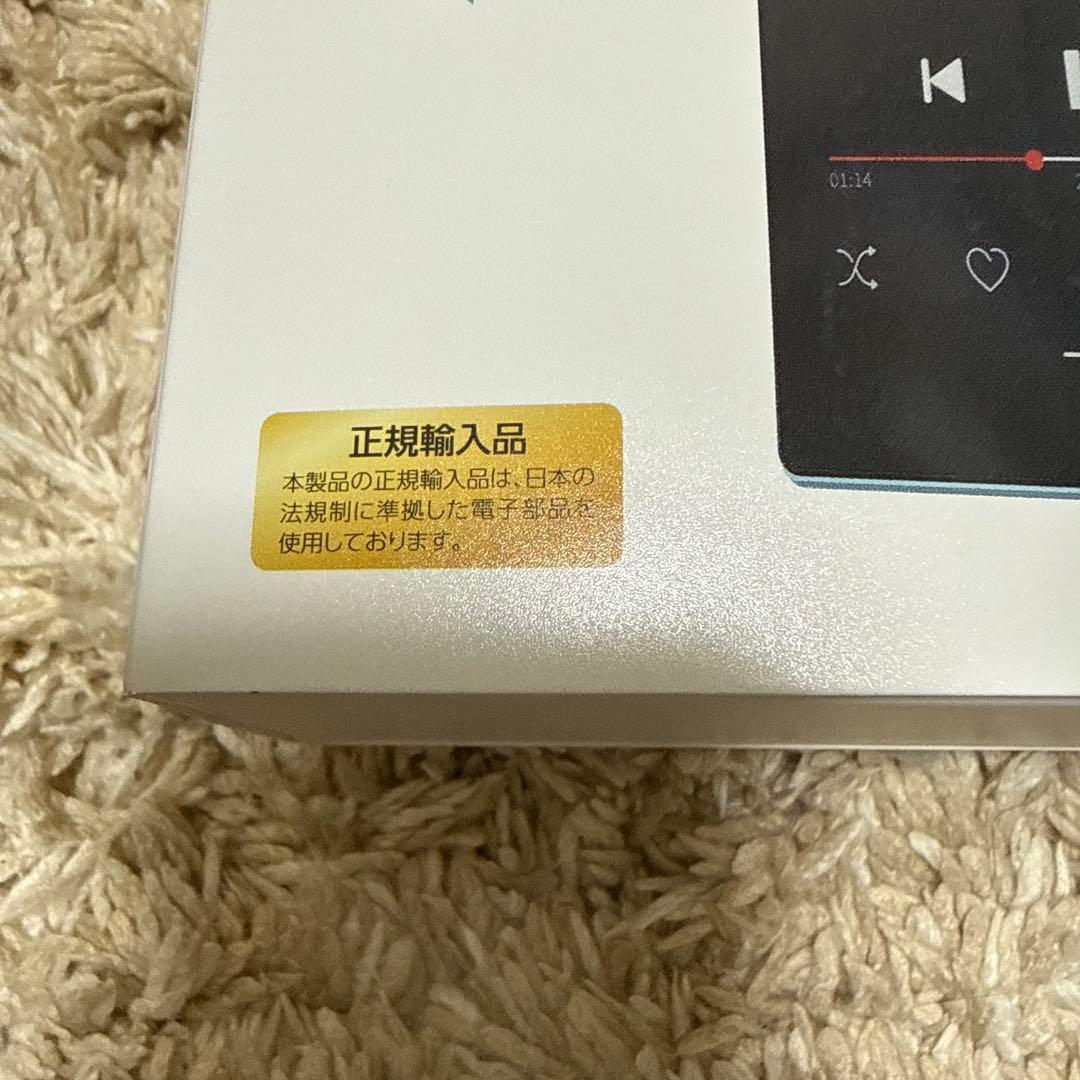 01:14
正規輸入品
本製品の正規輸入品は、日本の
法規制に準拠した電子部品を
使用しております。